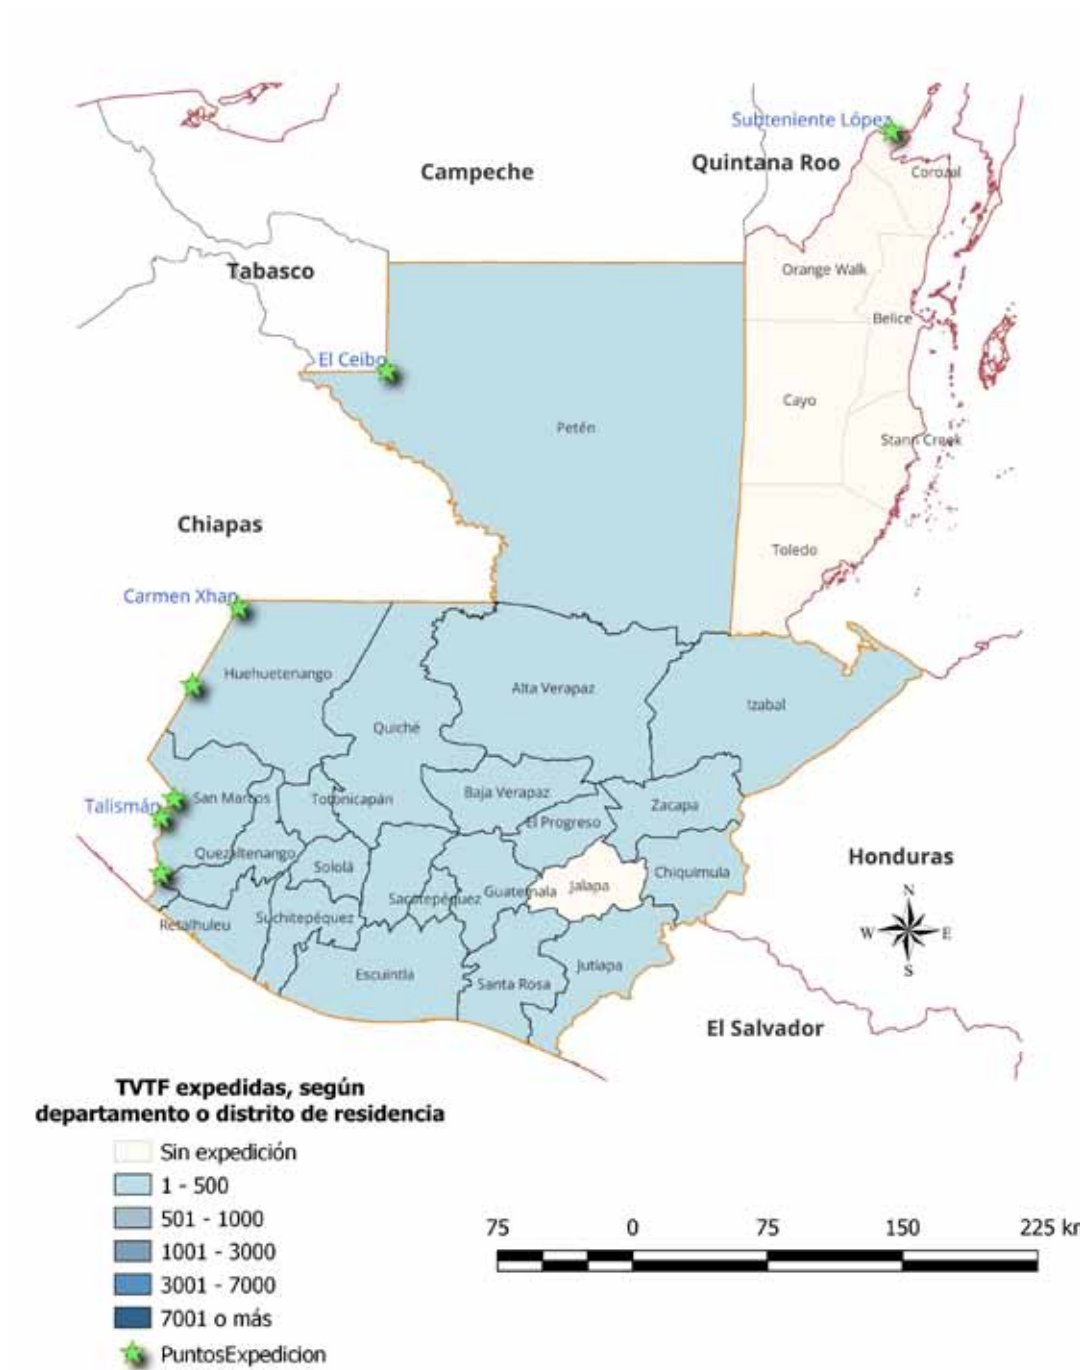 Subteniente López
Campeche
Quintana Roo
Corozal
Tabasco
Orange Walk
Belice
El Ceibo
Cayo
Petén
Stann Creek
Chiapas
Toledo
Carmen Xhan
Huehuetenango
Alta Verapaz
Izabal
Quiché
San Marcos
Totonicapán
Baja Verapaz
Zacapa
Talismán
El Progreso
Quezaltenango
Sololá
Honduras
Chiquimula
Jalapa
Guatemala
Sacatepéquez
N
Suchitepéquez
Retalhuleu
W
E
Jutiapa
S
Escuintla
Santa Rosa
El Salvador
TVTF expedidas, según
departamento o distrito de residencia
Sin expedición
1 - 500
501 - 1000
1001 - 3000
3001 - 7000
7001 o más
PuntosExpedicion
75 0 75 150 225 km